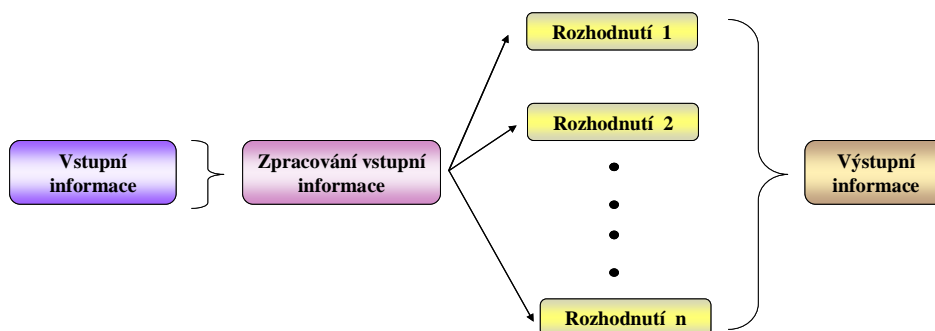 Vstupní
informace
Zpracování vstupní
informace
Rozhodnutí 1
Rozhodnutí 2
Rozhodnutí n
Výstupní
informace